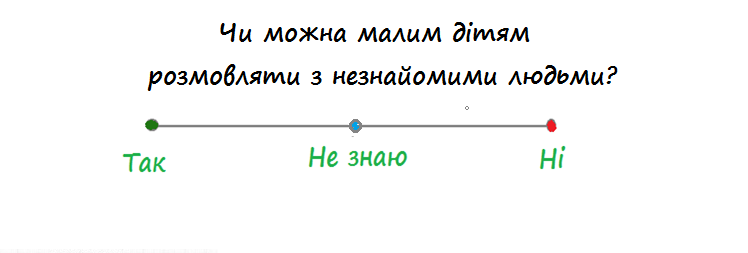 Чи можна малим дітям
розмовляти з незнайомими людьми?
Так
Не знаю
Ні